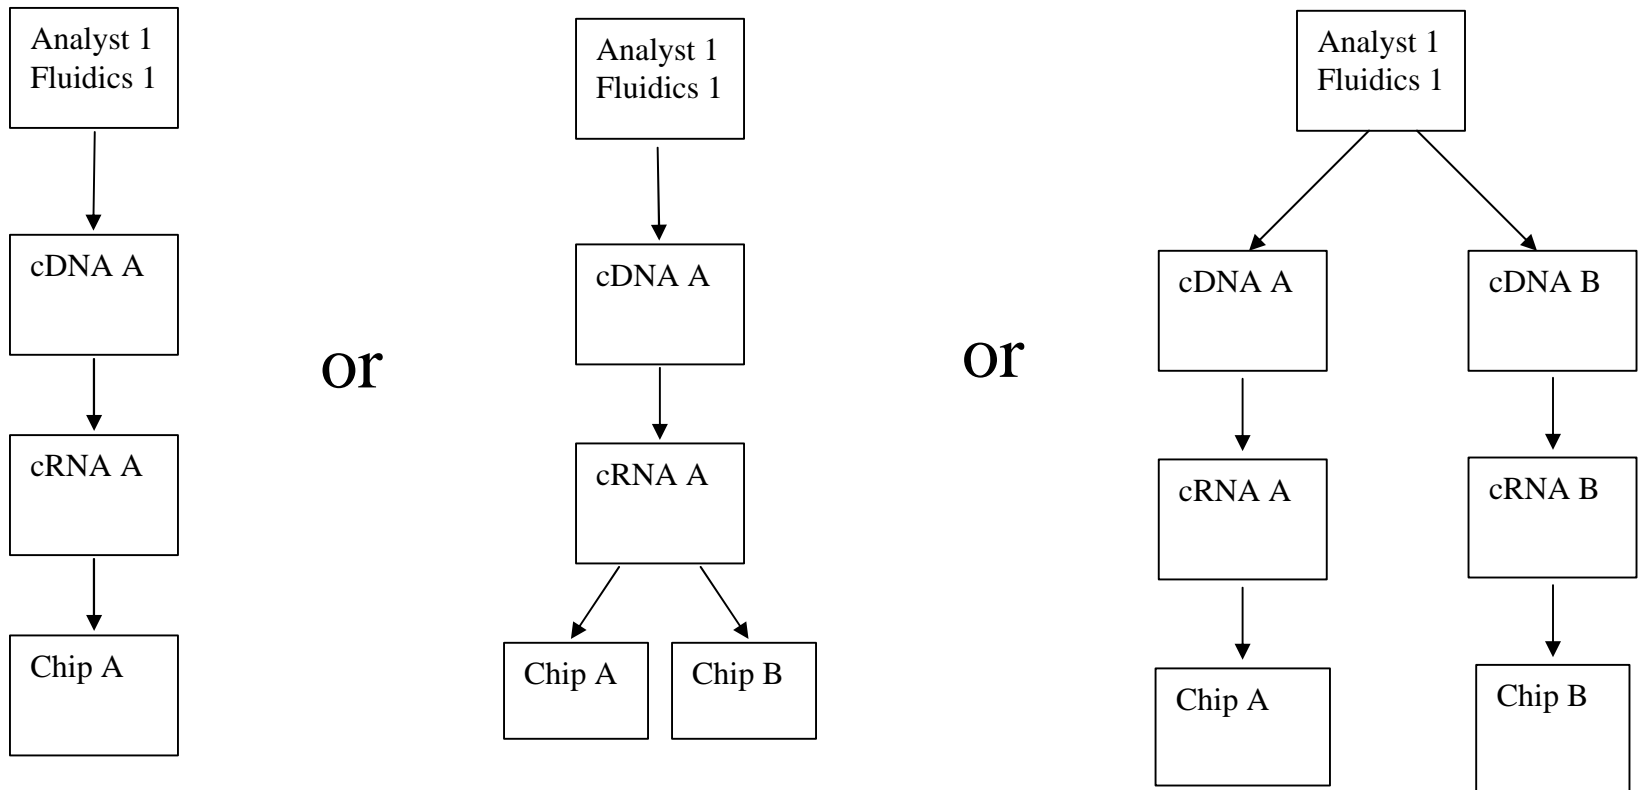 Analyst 1
Fluidics 1
cDNA A
cRNA A
Chip A
or
Analyst 1
Fluidics 1
cDNA A
cRNA A
Chip A
Chip B
or
Analyst 1
Fluidics 1
cDNA A
cDNA B
cRNA A
cRNA B
Chip A
Chip B